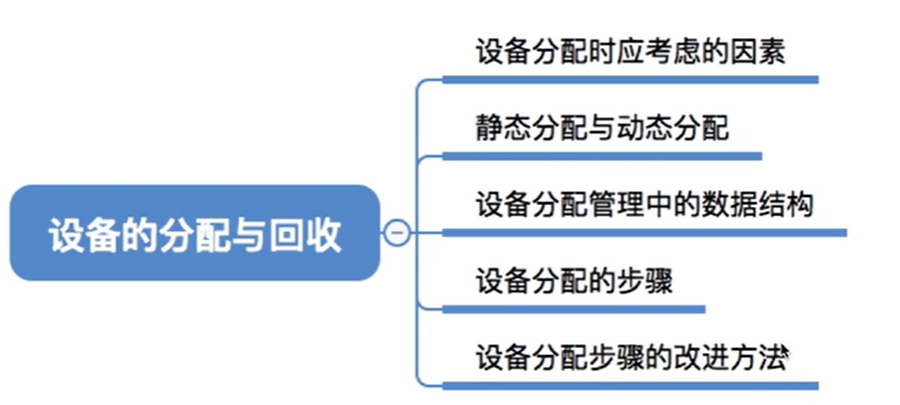 设备分配时应考虑的因素
静态分配与动态分配
设备的分配与回收
设备分配管理中的数据结构
设备分配的步骤
设备分配步骤的改进方法